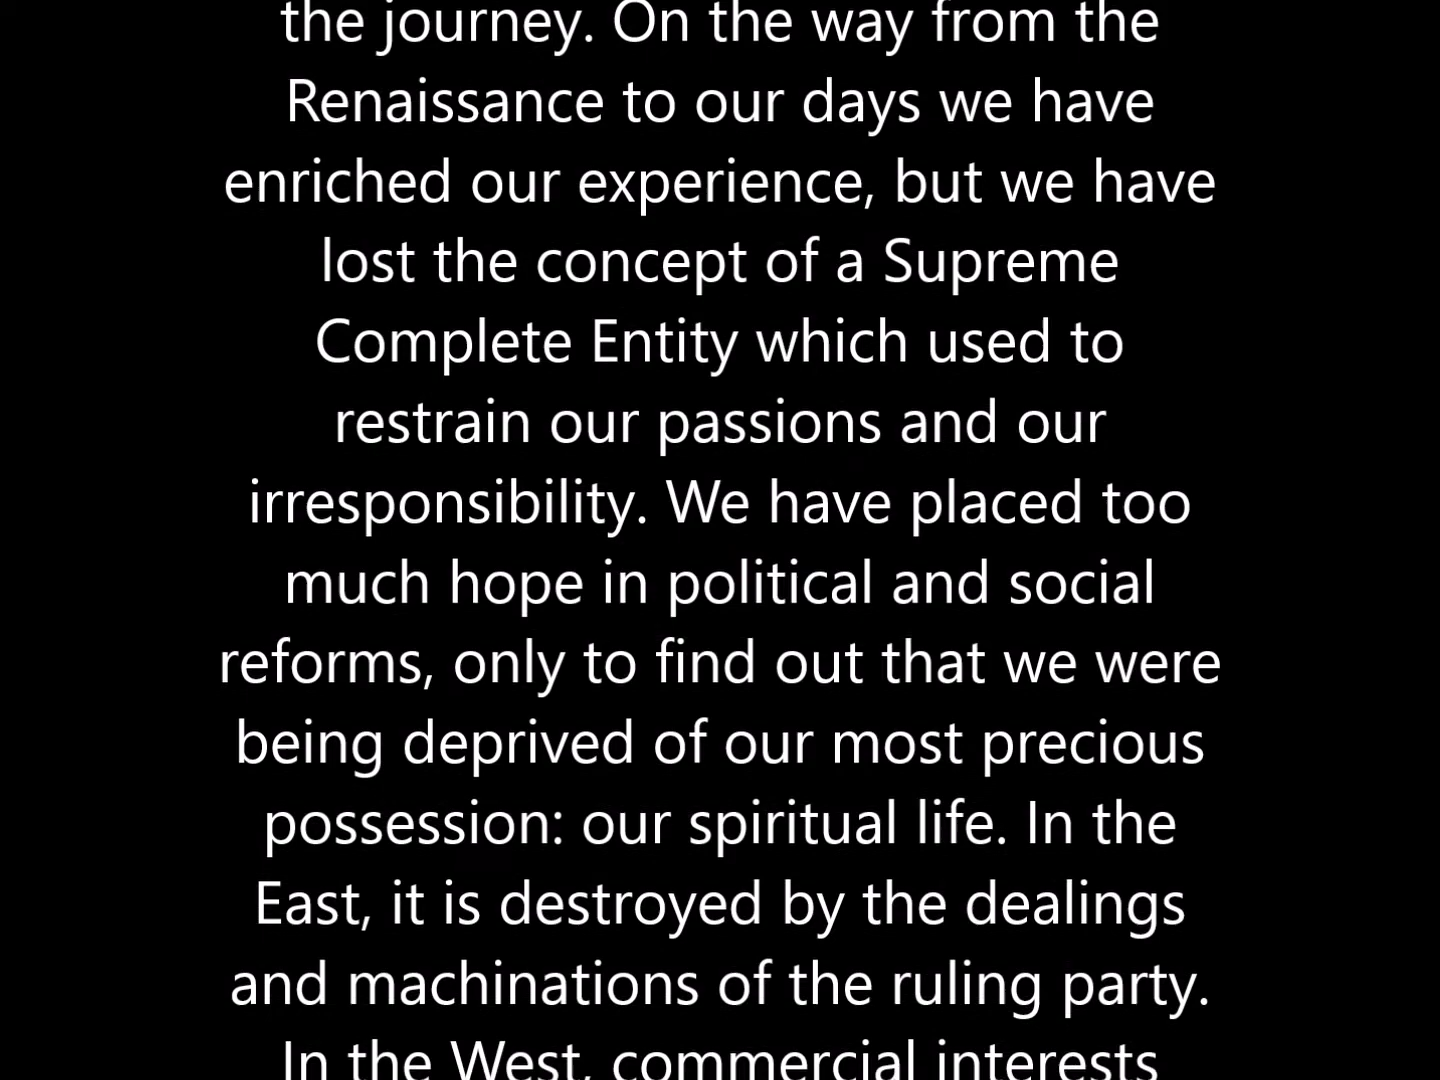 the journey. On the way from the
Renaissance to our days we have
enriched our experience, but we have
lost the concept of a Supreme
Complete Entity which used to
restrain our passions and our
irresponsibility. We have placed too
much hope in political and social
reforms, only to find out that we were
being deprived of our most precious
possession: our spiritual life. In the
East, it is destroyed by the dealings
and machinations of the ruling party.
In the West, commercial interests